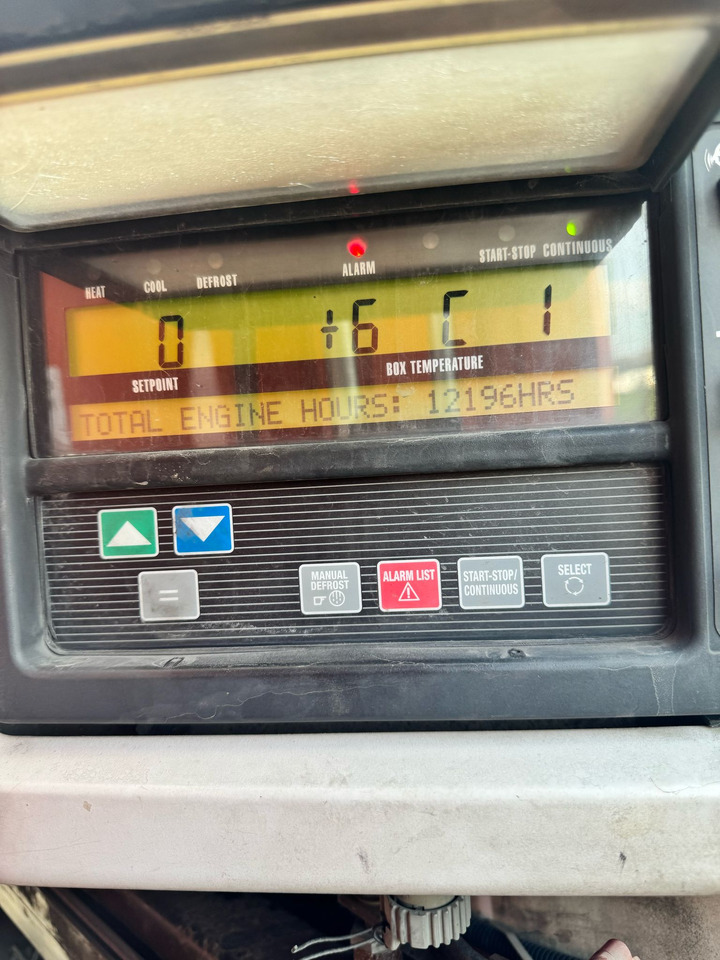 HEAT COOL DEFROST ALARM START-STOP CONTINUOUS
0 +6 C 1
SETPOINT BOX TEMPERATURE
TOTAL ENGINE HOURS: 12196HRS
=
MANUAL DEFROST
ALARM LIST
START-STOP/
CONTINUOUS
SELECT